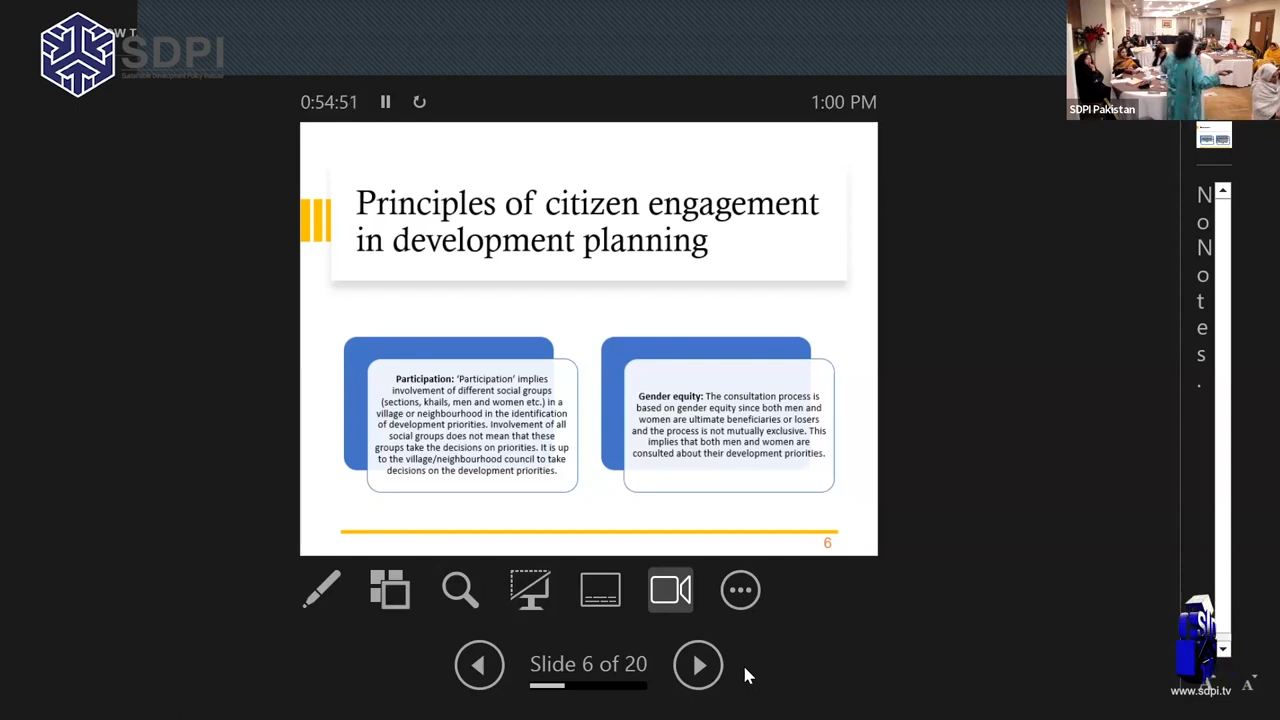 W T
SDPI
Sustainable Development Policy Institute
SDPI Pakistan
0:54:51
1:00 PM
Principles of citizen engagement
in development planning
Participation: ‘Participation’ implies
involvement of different social groups
(sections, khails, men and women etc.) in a
village or neighbourhood in the identification
of development priorities. Involvement of all
social groups does not mean that these
groups take the decisions on priorities. It is up
to the village/neighbourhood council to take
decisions on the development priorities.
Gender equity: The consultation process is
based on gender equity since both men and
women are ultimate beneficiaries or losers
and the process is not mutually exclusive. This
implies that both men and women are
consulted about their development priorities.
6
No Notes.
Slide 6 of 20
www.sdpi.tv
A
A